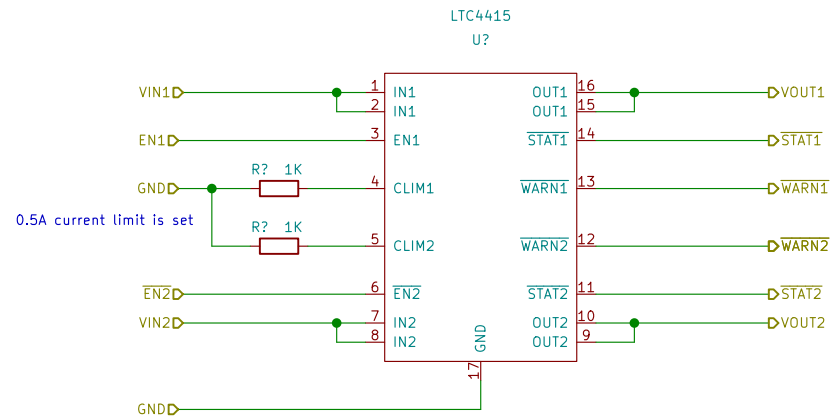 LTC4415
U?
VIN1 1 IN1 OUT1 16 VOUT1
2 IN1 OUT1 15
EN1 3 EN1 STAT1 14 STAT1
R? 1K
GND 4 CLIM1 WARN1 13 WARN1
0.5A current limit is set
R? 1K
5 CLIM2 WARN2 12 WARN2
EN2 6 EN2 STAT2 11 STAT2
VIN2 7 IN2 OUT2 10 VOUT2
8 IN2 OUT2 9
GND
17
GND